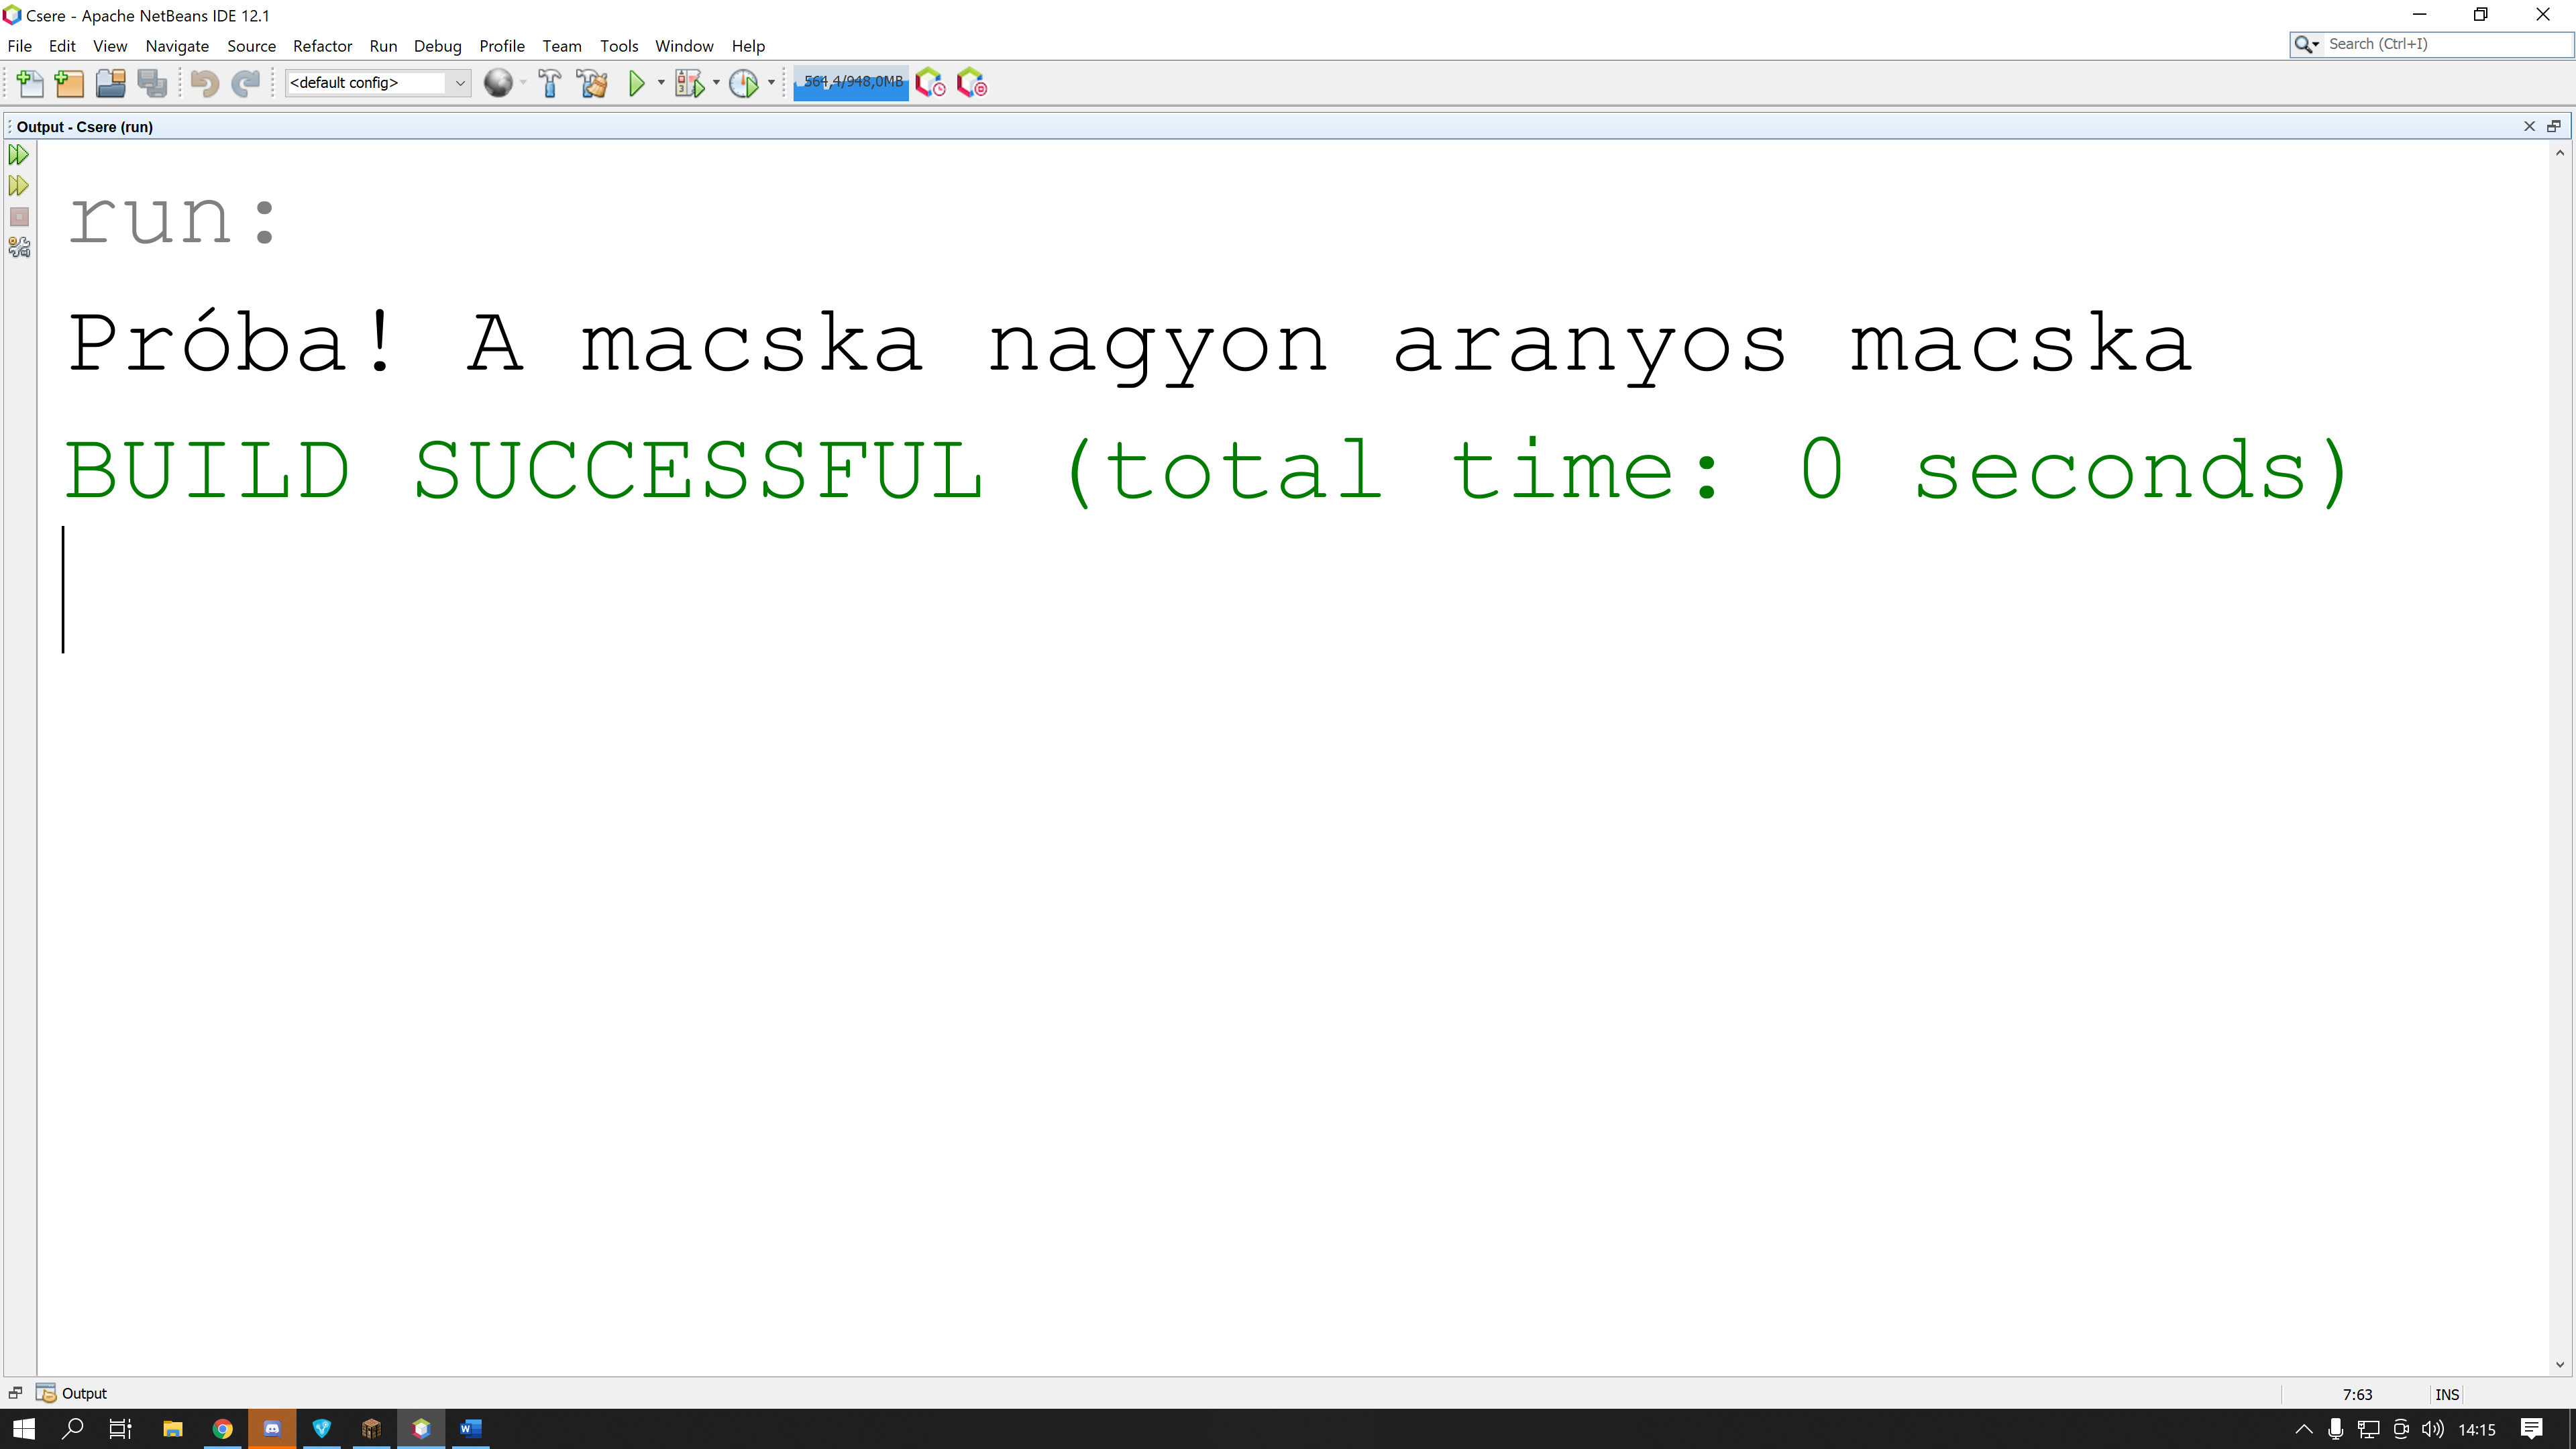 Csere - Apache NetBeans IDE 12.1
File Edit View Navigate Source Refactor Run Debug Profile Team Tools Window Help
Search (Ctrl+I)
<default config>
564,4/948,0MB
Output - Csere (run)
run:
Próba! A macska nagyon aranyos macska
BUILD SUCCESSFUL (total time: 0 seconds)
Output
7:63
INS
14:15